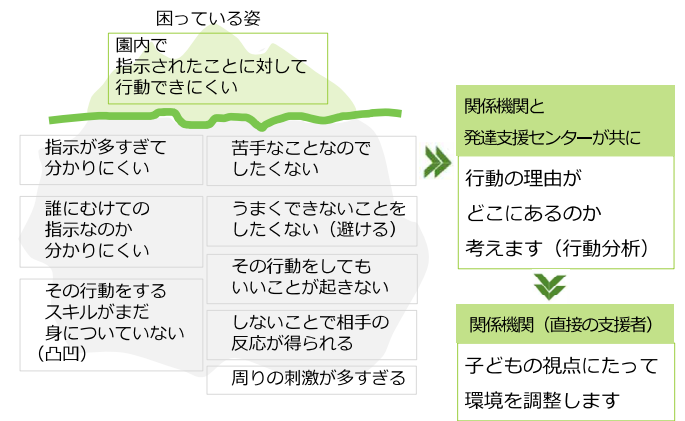 困っている姿
園内で
指示されたことに対して
行動できにくい
指示が多すぎて
分かりにくい
誰にむけての
指示なのか
分かりにくい
その行動をする
スキルがまだ
身についていない
（凸凹）
苦手なことなので
したくない
うまくできないことを
したくない（避ける）
その行動をしても
いいことが起きない
しないことで相手の
反応が得られる
周りの刺激が多すぎる
関係機関と
発達支援センターが共に
行動の理由が
どこにあるのか
考えます（行動分析）
関係機関（直接の支援者）
子どもの視点にたって
環境を調整します